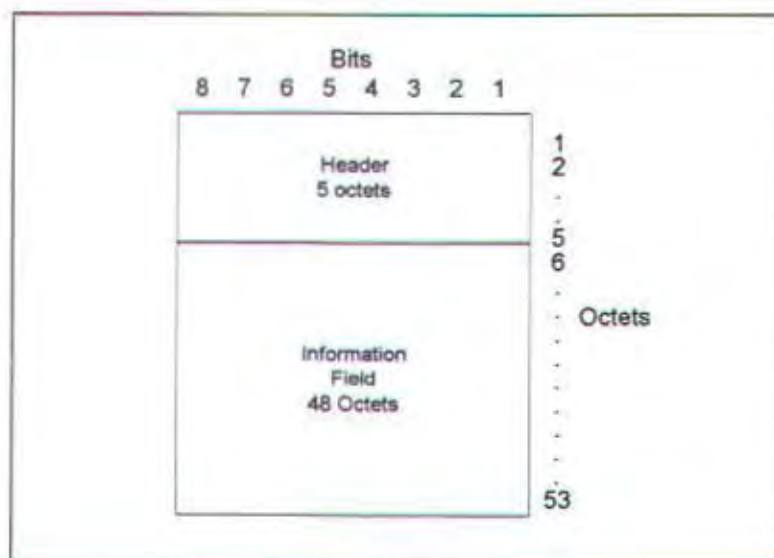 Bits
8 7 6 5 4 3 2 1
Header
5 octets
1
2
.
.
5
6
.
.
Octets
.
.
.
.
.
.
.
Information
Field
48 Octets
53